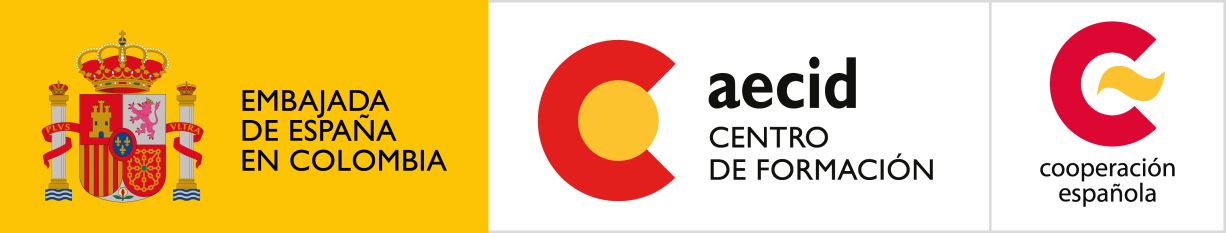 PLVS VLTRA
EMBAJADA
DE ESPAÑA
EN COLOMBIA
aecid
CENTRO
DE FORMACIÓN
cooperación
española